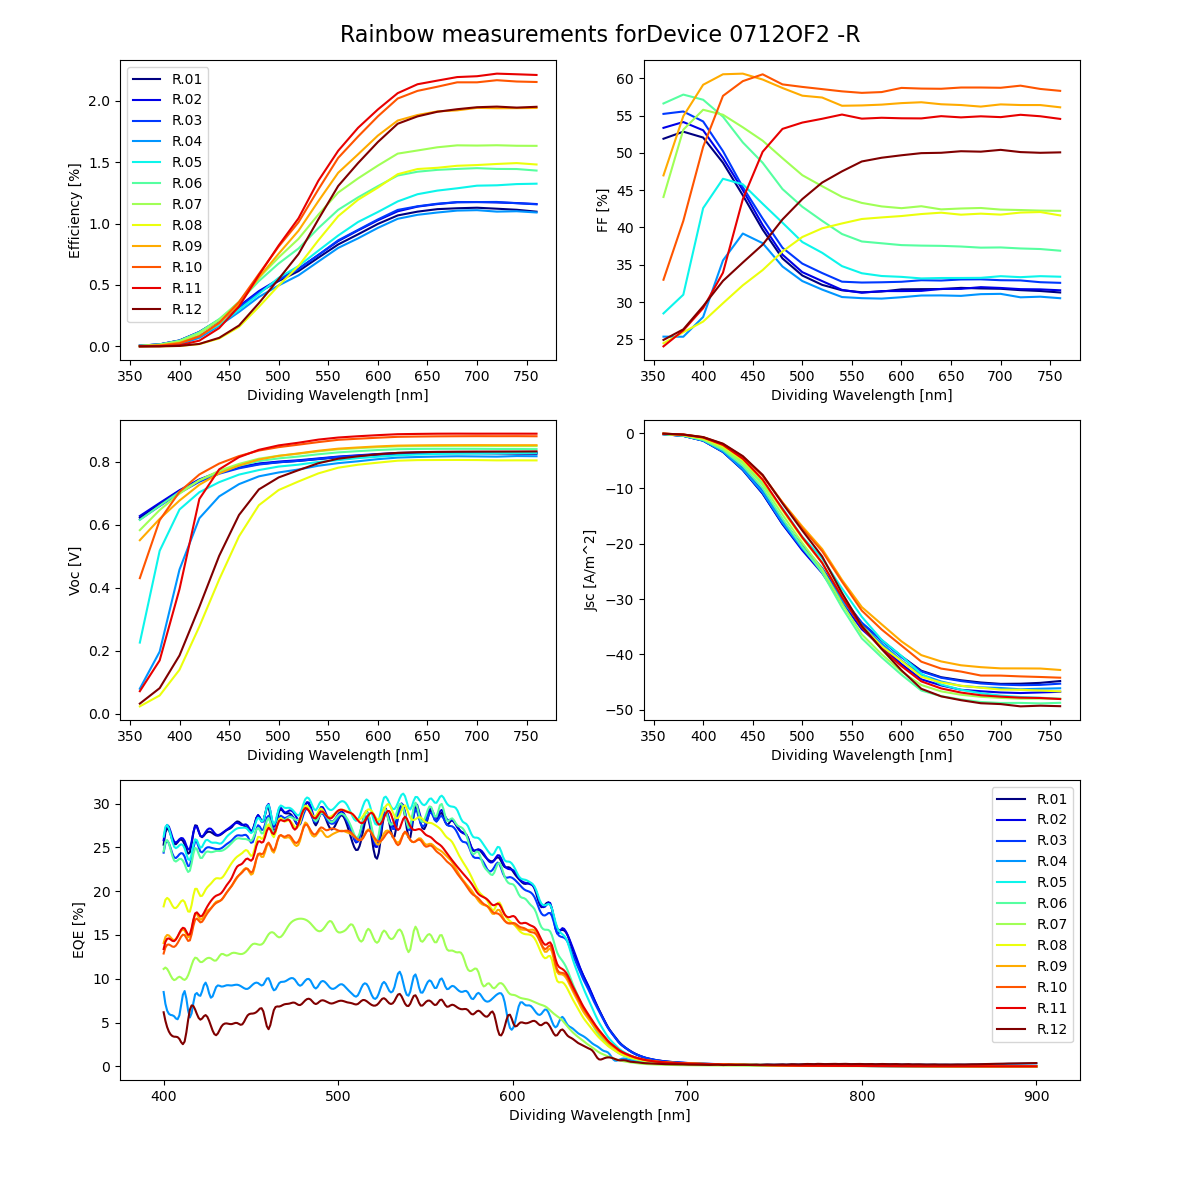 Rainbow measurements forDevice 0712OF2 -R
R.01
R.02
R.03
R.04
R.05
R.06
R.07
R.08
R.09
R.10
R.11
R.12
Efficiency [%]
2.0
1.5
1.0
0.5
0.0
350 400 450 500 550 600 650 700 750
Dividing Wavelength [nm]
FF [%]
60
55
50
45
40
35
30
25
350 400 450 500 550 600 650 700 750
Dividing Wavelength [nm]
Voc [V]
0.8
0.6
0.4
0.2
0.0
350 400 450 500 550 600 650 700 750
Dividing Wavelength [nm]
Jsc [A/m^2]
0
−10
−20
−30
−40
−50
350 400 450 500 550 600 650 700 750
Dividing Wavelength [nm]
EQE [%]
30
25
20
15
10
5
0
R.01
R.02
R.03
R.04
R.05
R.06
R.07
R.08
R.09
R.10
R.11
R.12
400 500 600 700 800 900
Dividing Wavelength [nm]